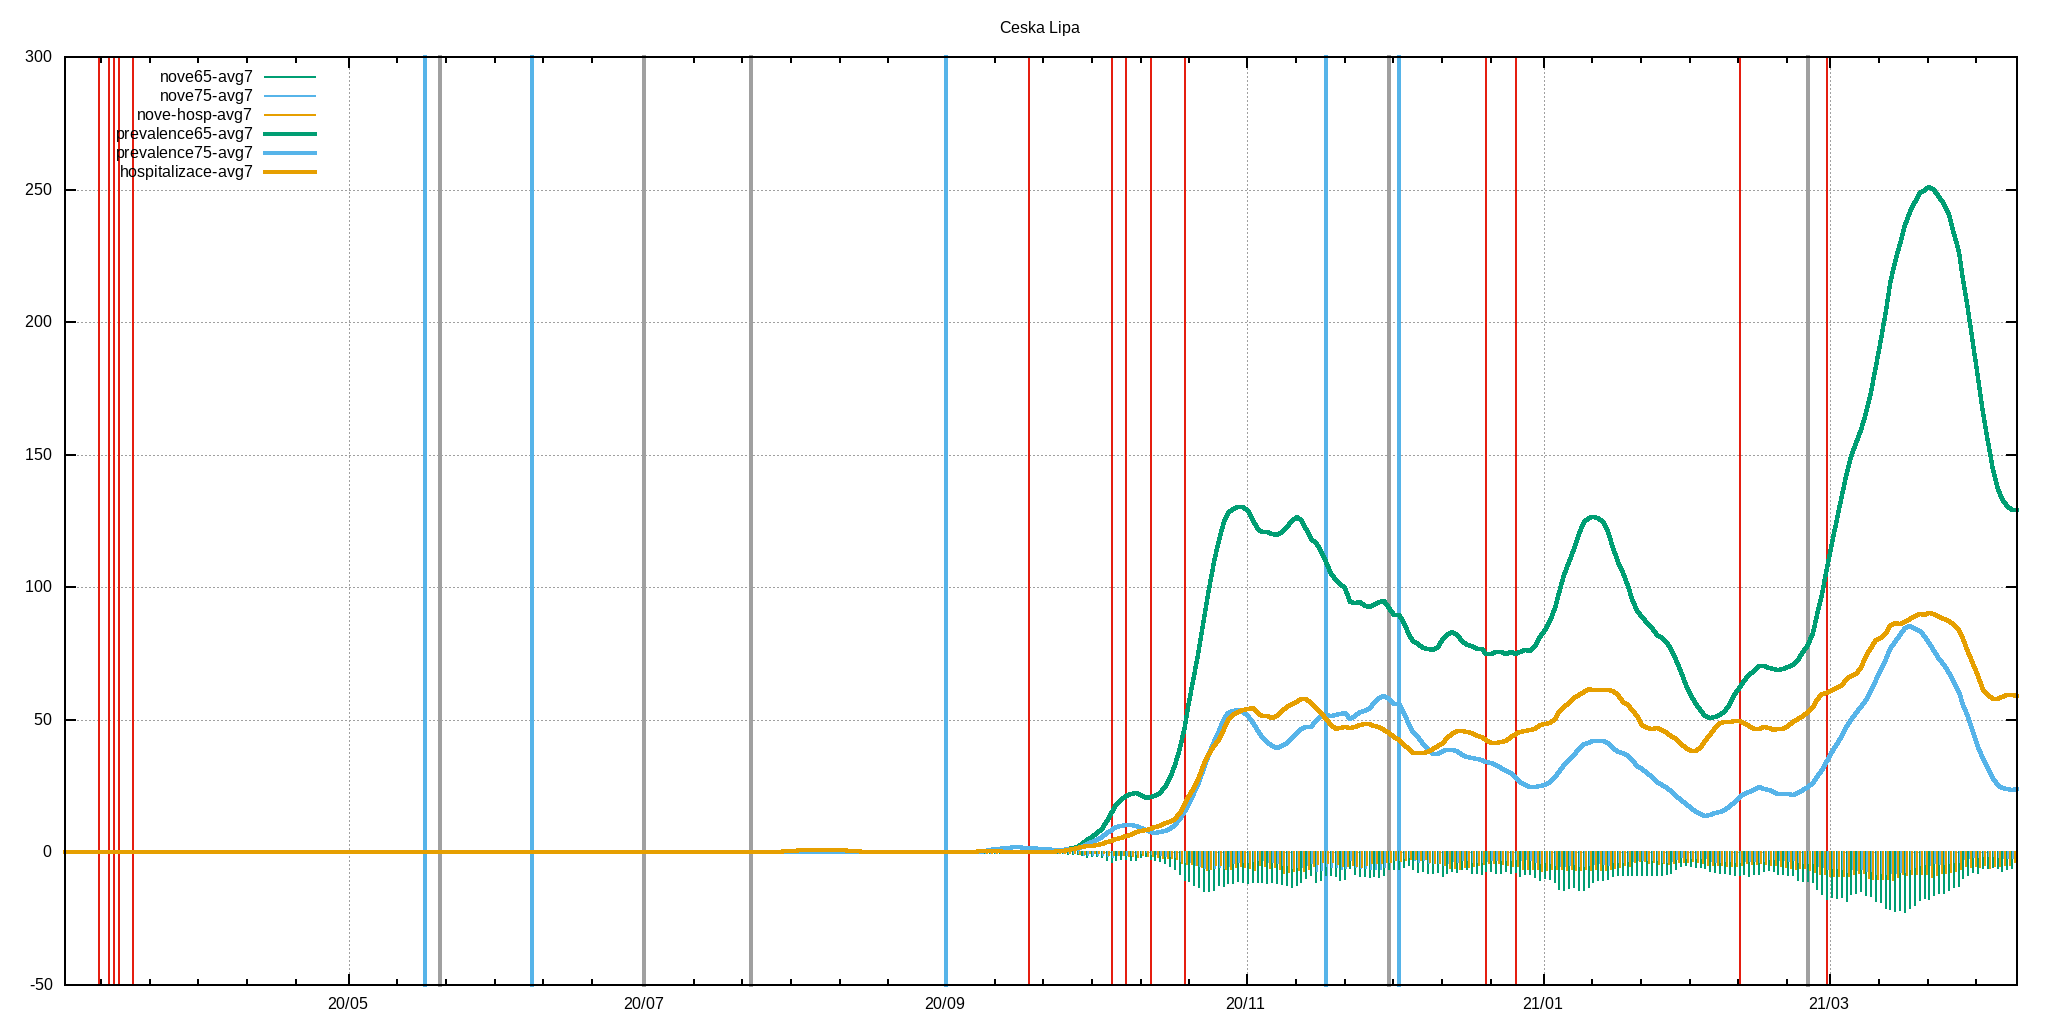 Ceska Lipa
300
250
200
150
100
50
0
-50
nove65-avg7
nove75-avg7
nove-hosp-avg7
prevalence65-avg7
prevalence75-avg7
hospitalizace-avg7
20/05 20/07 20/09 20/11 21/01 21/03